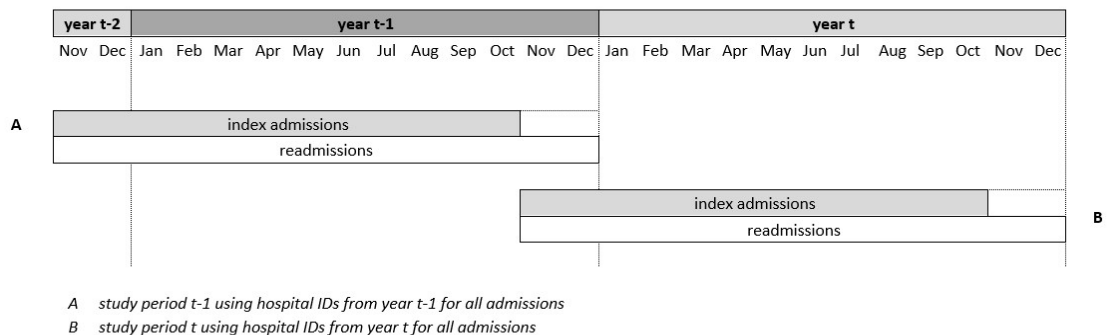 year t-2 year t-1 year t
Nov Dec Jan Feb Mar Apr May Jun Jul Aug Sep Oct Nov Dec Jan Feb Mar Apr May Jun Jul Aug Sep Oct Nov Dec
A
index admissions
readmissions
index admissions
B
readmissions
A study period t-1 using hospital IDs from year t-1 for all admissions
B study period t using hospital IDs from year t for all admissions